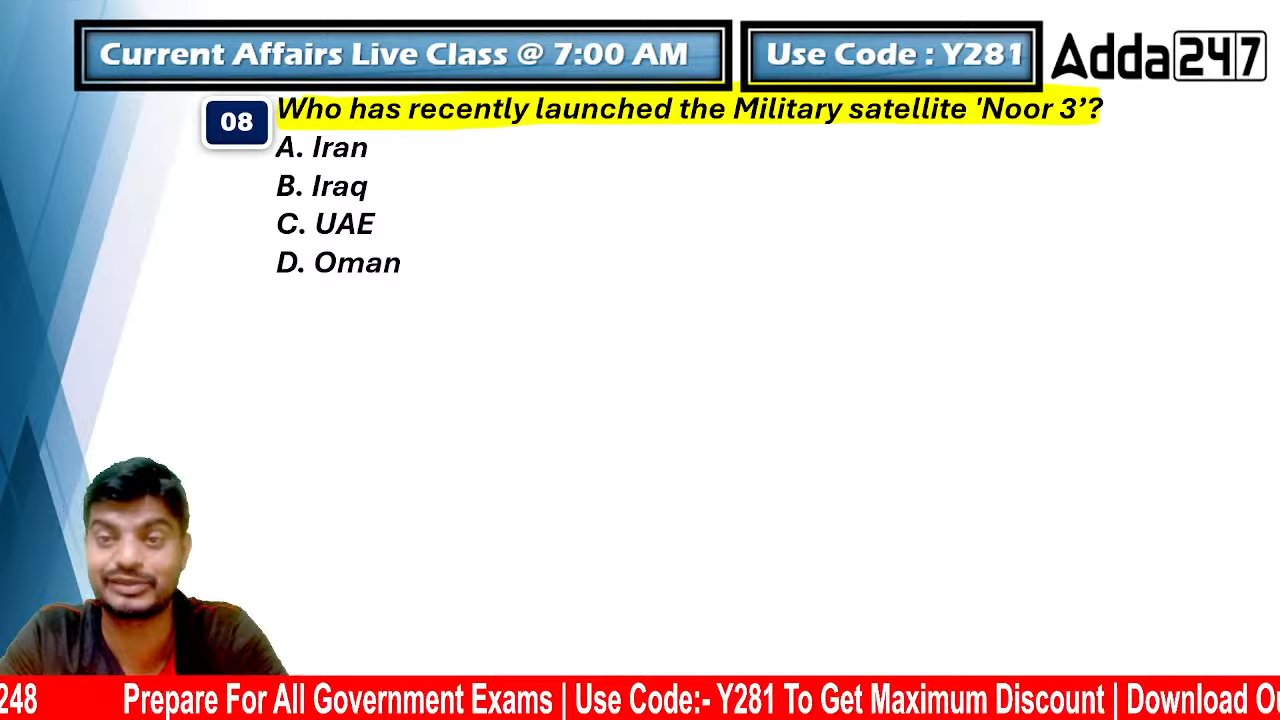 Current Affairs Live Class @ 7:00 AM
Use Code : Y281
Adda247
08
Who has recently launched the Military satellite 'Noor 3’?
A. Iran
B. Iraq
C. UAE
D. Oman
248 Prepare For All Government Exams | Use Code:- Y281 To Get Maximum Discount | Download O